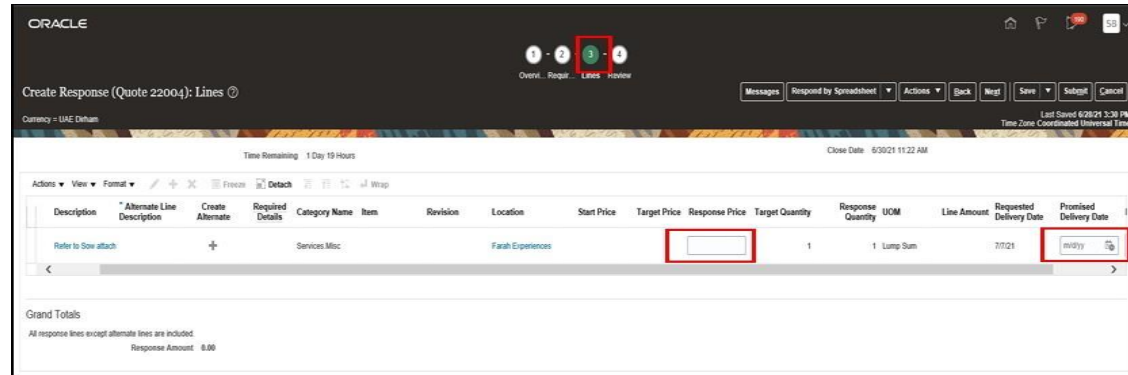 ORACLE
100
SB
1 2 3 4
Overvi... Requir... Lines Review
Create Response (Quote 22004): Lines
Messages Respond by Spreadsheet Actions Back Next Save Submit Cancel
Currency = UAE Dirham
Last Saved 6/28/21 3:30 PM
Time Zone Coordinated Universal Time
Time Remaining 1 Day 19 Hours
Close Date 6/30/21 11:22 AM
Actions View Format Freeze Detach Wrap
Description * Alternate Line Description Create Alternate Required Details Category Name Item Revision Location Start Price Target Price Response Price Target Quantity Response Quantity UOM Line Amount Requested Delivery Date Promised Delivery Date
Refer to Sow attach Services Misc Farah Experiences 1 1 Lump Sum 7/7/21 m/d/yy
Grand Totals
All response lines except alternate lines are included.
Response Amount 0.00